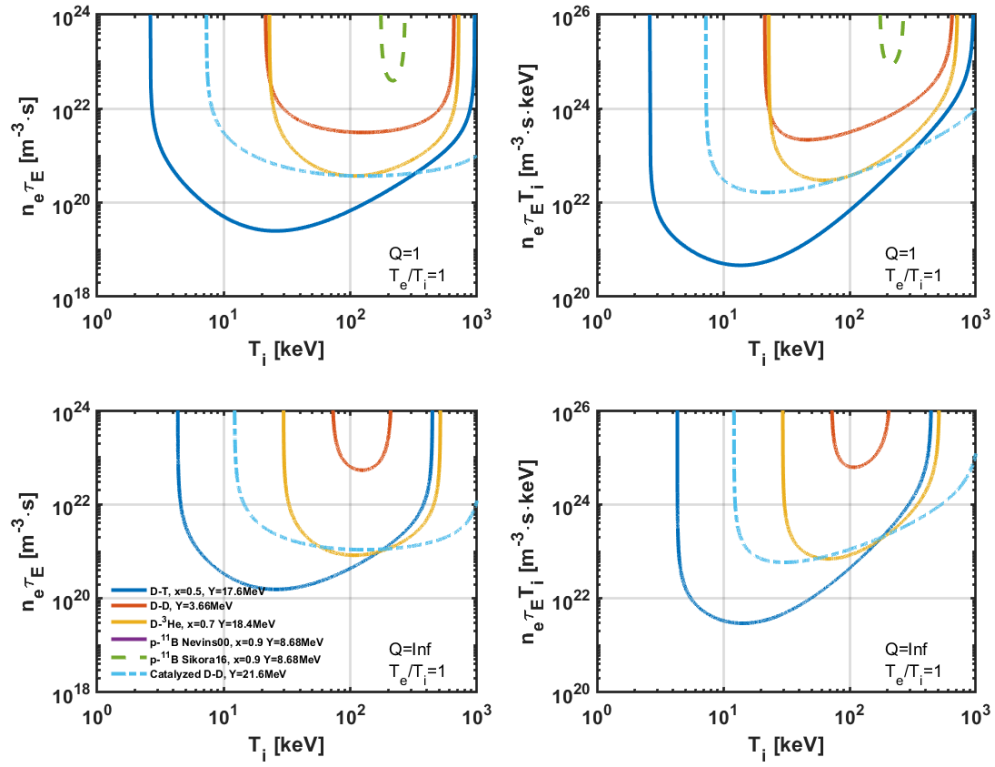 10^24
10^22
10^20
10^18
n_e τ_E [m^-3·s]
Q=1
T_e/T_i=1
10^0 10^1 10^2 10^3
T_i [keV]
10^26
10^24
10^22
10^20
n_e τ_E T_i [m^-3·s·keV]
Q=1
T_e/T_i=1
10^0 10^1 10^2 10^3
T_i [keV]
10^24
10^22
10^20
10^18
n_e τ_E [m^-3·s]
D-T, x=0.5, Y=17.6MeV
D-D, Y=3.66MeV
D-^3He, x=0.7 Y=18.4MeV
p-^11B Nevins00, x=0.9 Y=8.68MeV
p-^11B Sikora16, x=0.9 Y=8.68MeV
Catalyzed D-D, Y=21.6MeV
Q=Inf
T_e/T_i=1
10^0 10^1 10^2 10^3
T_i [keV]
10^26
10^24
10^22
10^20
n_e τ_E T_i [m^-3·s·keV]
Q=Inf
T_e/T_i=1
10^0 10^1 10^2 10^3
T_i [keV]